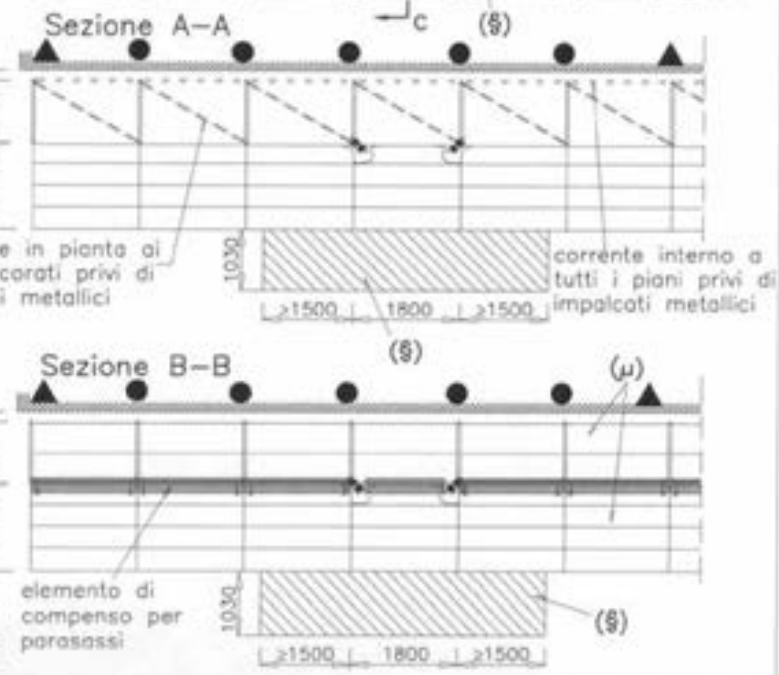 Sezione A-A
c
(§)
e in pianta ai
corati privi di
i metallici
1030
≥1500
1800
≥1500
corrente interno a
tutti i piani privi di
impalcati metallici
(§)
Sezione B-B
(μ)
elemento di
compenso per
parasassi
1030
(§)
≥1500
1800
≥1500